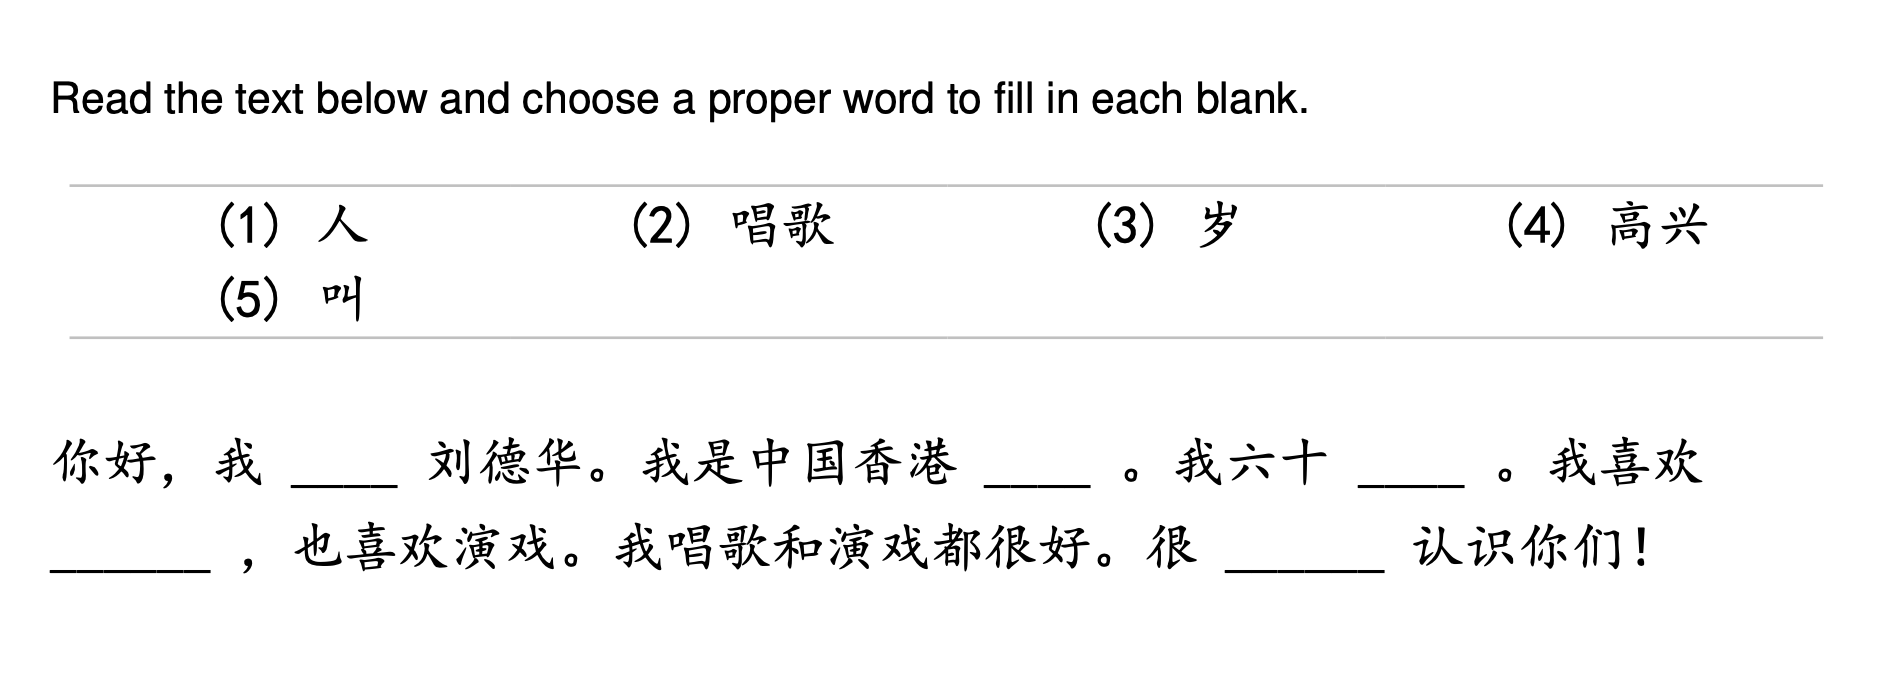 Read the text below and choose a proper word to fill in each blank.
(1) 人 (2) 唱歌 (3) 岁 (4) 高兴
(5) 叫
你好，我 ____ 刘德华。我是中国香港 ____ 。我六十 ____ 。我喜欢
______ ，也喜欢演戏。我唱歌和演戏都很好。很 ______ 认识你们！